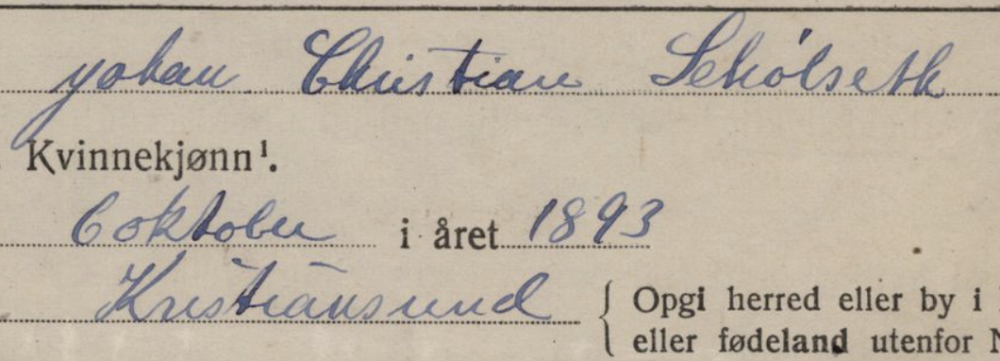 Johan Christian Schølseth
Kvinnekjønn¹.
6 oktober i året 1893
Kristiansund { Opgi herred eller by i
eller fødeland utenfor N